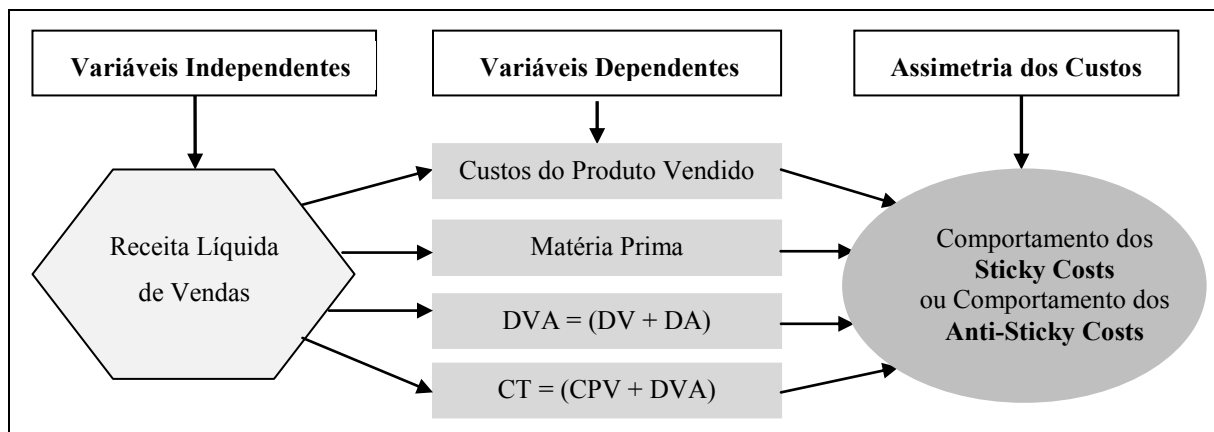 Variáveis Independentes
Variáveis Dependentes
Assimetria dos Custos
Receita Líquida
de Vendas
Custos do Produto Vendido
Matéria Prima
DVA = (DV + DA)
CT = (CPV + DVA)
Comportamento dos
Sticky Costs
ou Comportamento dos
Anti-Sticky Costs